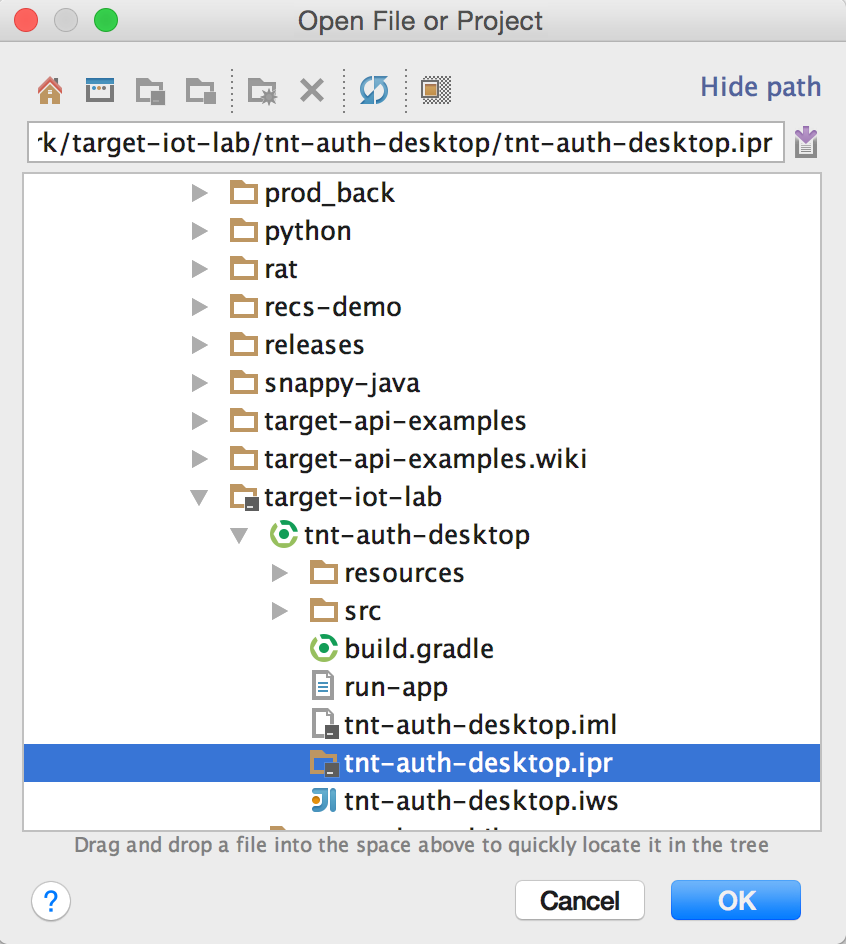 Open File or Project
Hide path
rk/target-iot-lab/tnt-auth-desktop/tnt-auth-desktop.ipr
prod_back
python
rat
recs-demo
releases
snappy-java
target-api-examples
target-api-examples.wiki
target-iot-lab
tnt-auth-desktop
resources
src
build.gradle
run-app
tnt-auth-desktop.iml
tnt-auth-desktop.ipr
tnt-auth-desktop.iws
Drag and drop a file into the space above to quickly locate it in the tree
?
Cancel
OK